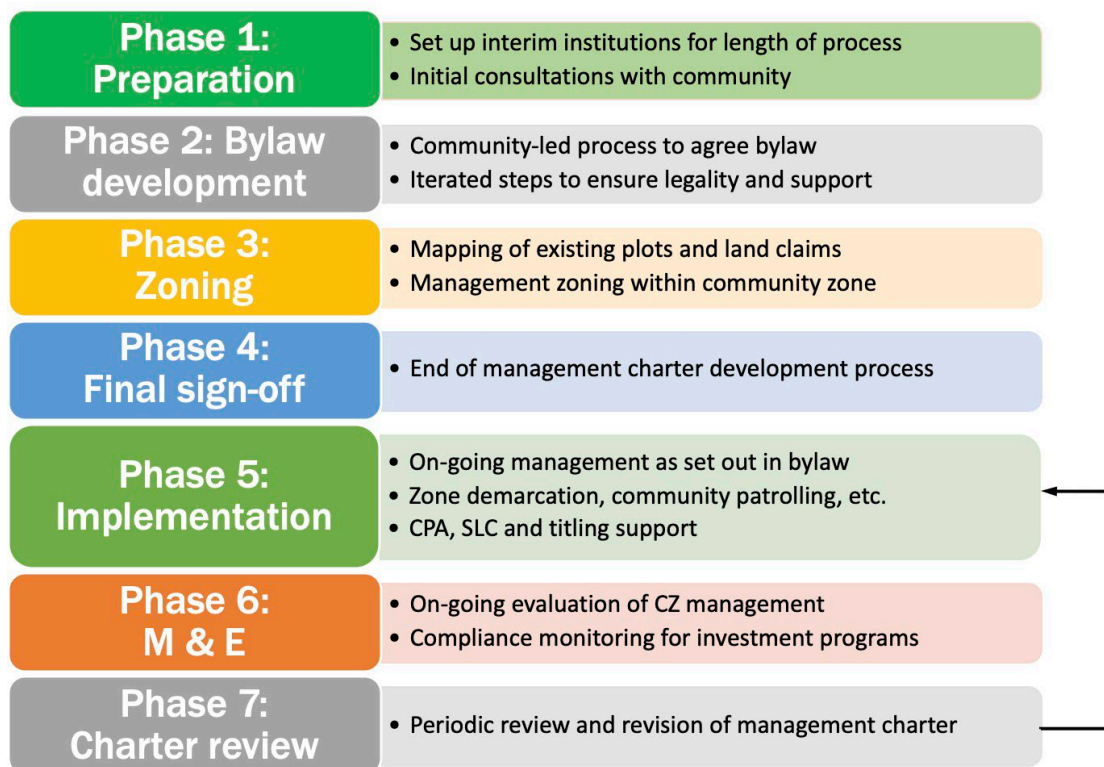 Phase 1:
Preparation
• Set up interim institutions for length of process
• Initial consultations with community
Phase 2: Bylaw
development
• Community-led process to agree bylaw
• Iterated steps to ensure legality and support
Phase 3:
Zoning
• Mapping of existing plots and land claims
• Management zoning within community zone
Phase 4:
Final sign-off
• End of management charter development process
Phase 5:
Implementation
• On-going management as set out in bylaw
• Zone demarcation, community patrolling, etc.
• CPA, SLC and titling support
Phase 6:
M & E
• On-going evaluation of CZ management
• Compliance monitoring for investment programs
Phase 7:
Charter review
• Periodic review and revision of management charter